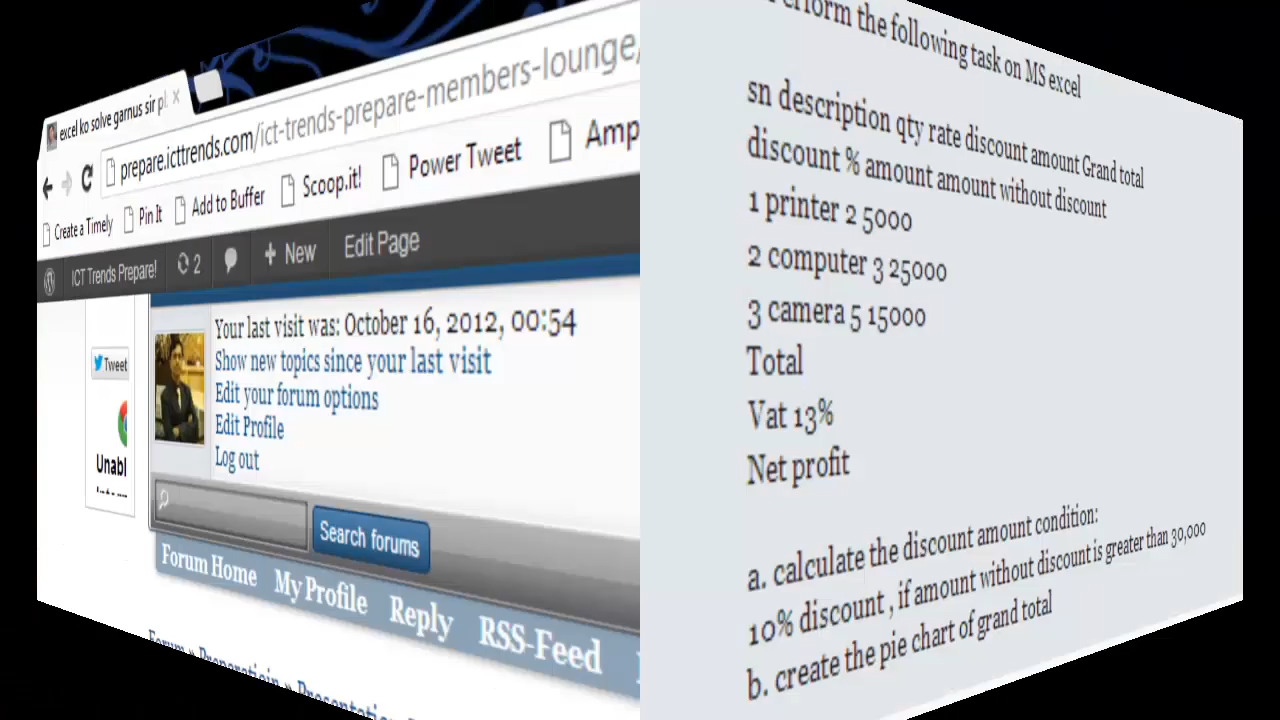 excel ko solve garnus sir pl
prepare.icttrends.com/ict-trends-prepare-members-lounge/
Create a Timely Pin It Add to Buffer Scoop.it! Power Tweet Amp
ICT Trends Prepare! 2 + New Edit Page
Tweet
Unabl
Your last visit was: October 16, 2012, 00:54
Show new topics since your last visit
Edit your forum options
Edit Profile
Log out
Search forums
Forum Home My Profile Reply RSS-Feed
Forum » Preparatioin » Presentation
erform the following task on MS excel
sn description qty rate discount amount Grand total
discount % amount amount without discount
1 printer 2 5000
2 computer 3 25000
3 camera 5 15000
Total
Vat 13%
Net profit
a. calculate the discount amount condition:
10% discount , if amount without discount is greater than 30,000
b. create the pie chart of grand total